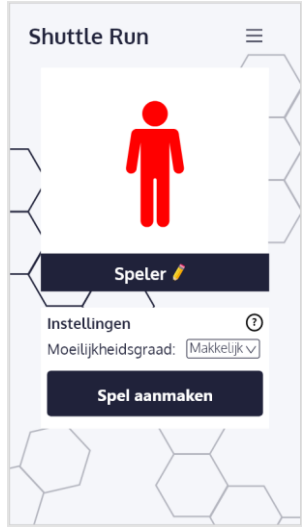 Shuttle Run
Speler
Instellingen ?
Moeilijkheidsgraad: Makkelijk
Spel aanmaken